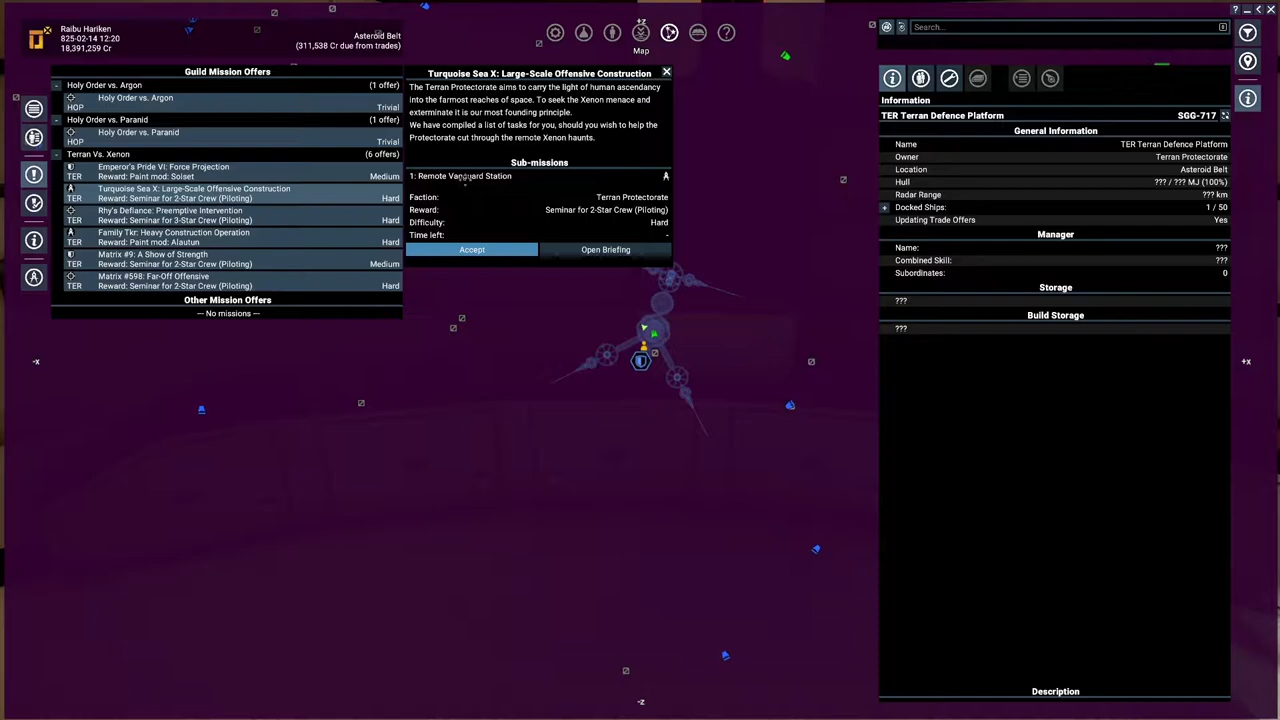 Raibu Hariken
825-02-14 12:20
18,391,259 Cr
Asteroid Belt
(311,538 Cr due from trades)
+z
Map
Guild Mission Offers
- Holy Order vs. Argon (1 offer)
Holy Order vs. Argon
HOP Trivial
- Holy Order vs. Paranid (1 offer)
Holy Order vs. Paranid
HOP Trivial
- Terran Vs. Xenon (6 offers)
Emperor's Pride VI: Force Projection
TER Reward: Paint mod: Solset Medium
Turquoise Sea X: Large-Scale Offensive Construction
TER Reward: Seminar for 2-Star Crew (Piloting) Hard
Rhy's Defiance: Preemptive Intervention
TER Reward: Seminar for 3-Star Crew (Piloting) Hard
Family Tkr: Heavy Construction Operation
TER Reward: Paint mod: Alautun Hard
Matrix #9: A Show of Strength
TER Reward: Seminar for 2-Star Crew (Piloting) Medium
Matrix #598: Far-Off Offensive
TER Reward: Seminar for 2-Star Crew (Piloting) Hard
Other Mission Offers
--- No missions ---
Turquoise Sea X: Large-Scale Offensive Construction
The Terran Protectorate aims to carry the light of human ascendancy
into the farmost reaches of space. To seek the Xenon menace and
exterminate it is our most founding principle.
We have compiled a list of tasks for you, should you wish to help the
Protectorate cut through the remote Xenon haunts.
Sub-missions
1: Remote Vanguard Station
Faction: Terran Protectorate
Reward: Seminar for 2-Star Crew (Piloting)
Difficulty: Hard
Time left: -
Accept
Open Briefing
-x
+x
-z
Search...
Information
TER Terran Defence Platform SGG-717
General Information
Name TER Terran Defence Platform
Owner Terran Protectorate
Location Asteroid Belt
Hull ??? / ??? MJ (100%)
Radar Range ??? km
+ Docked Ships: 1 / 50
Updating Trade Offers Yes
Manager
Name: ???
Combined Skill: ???
Subordinates: 0
Storage
???
Build Storage
???
Description